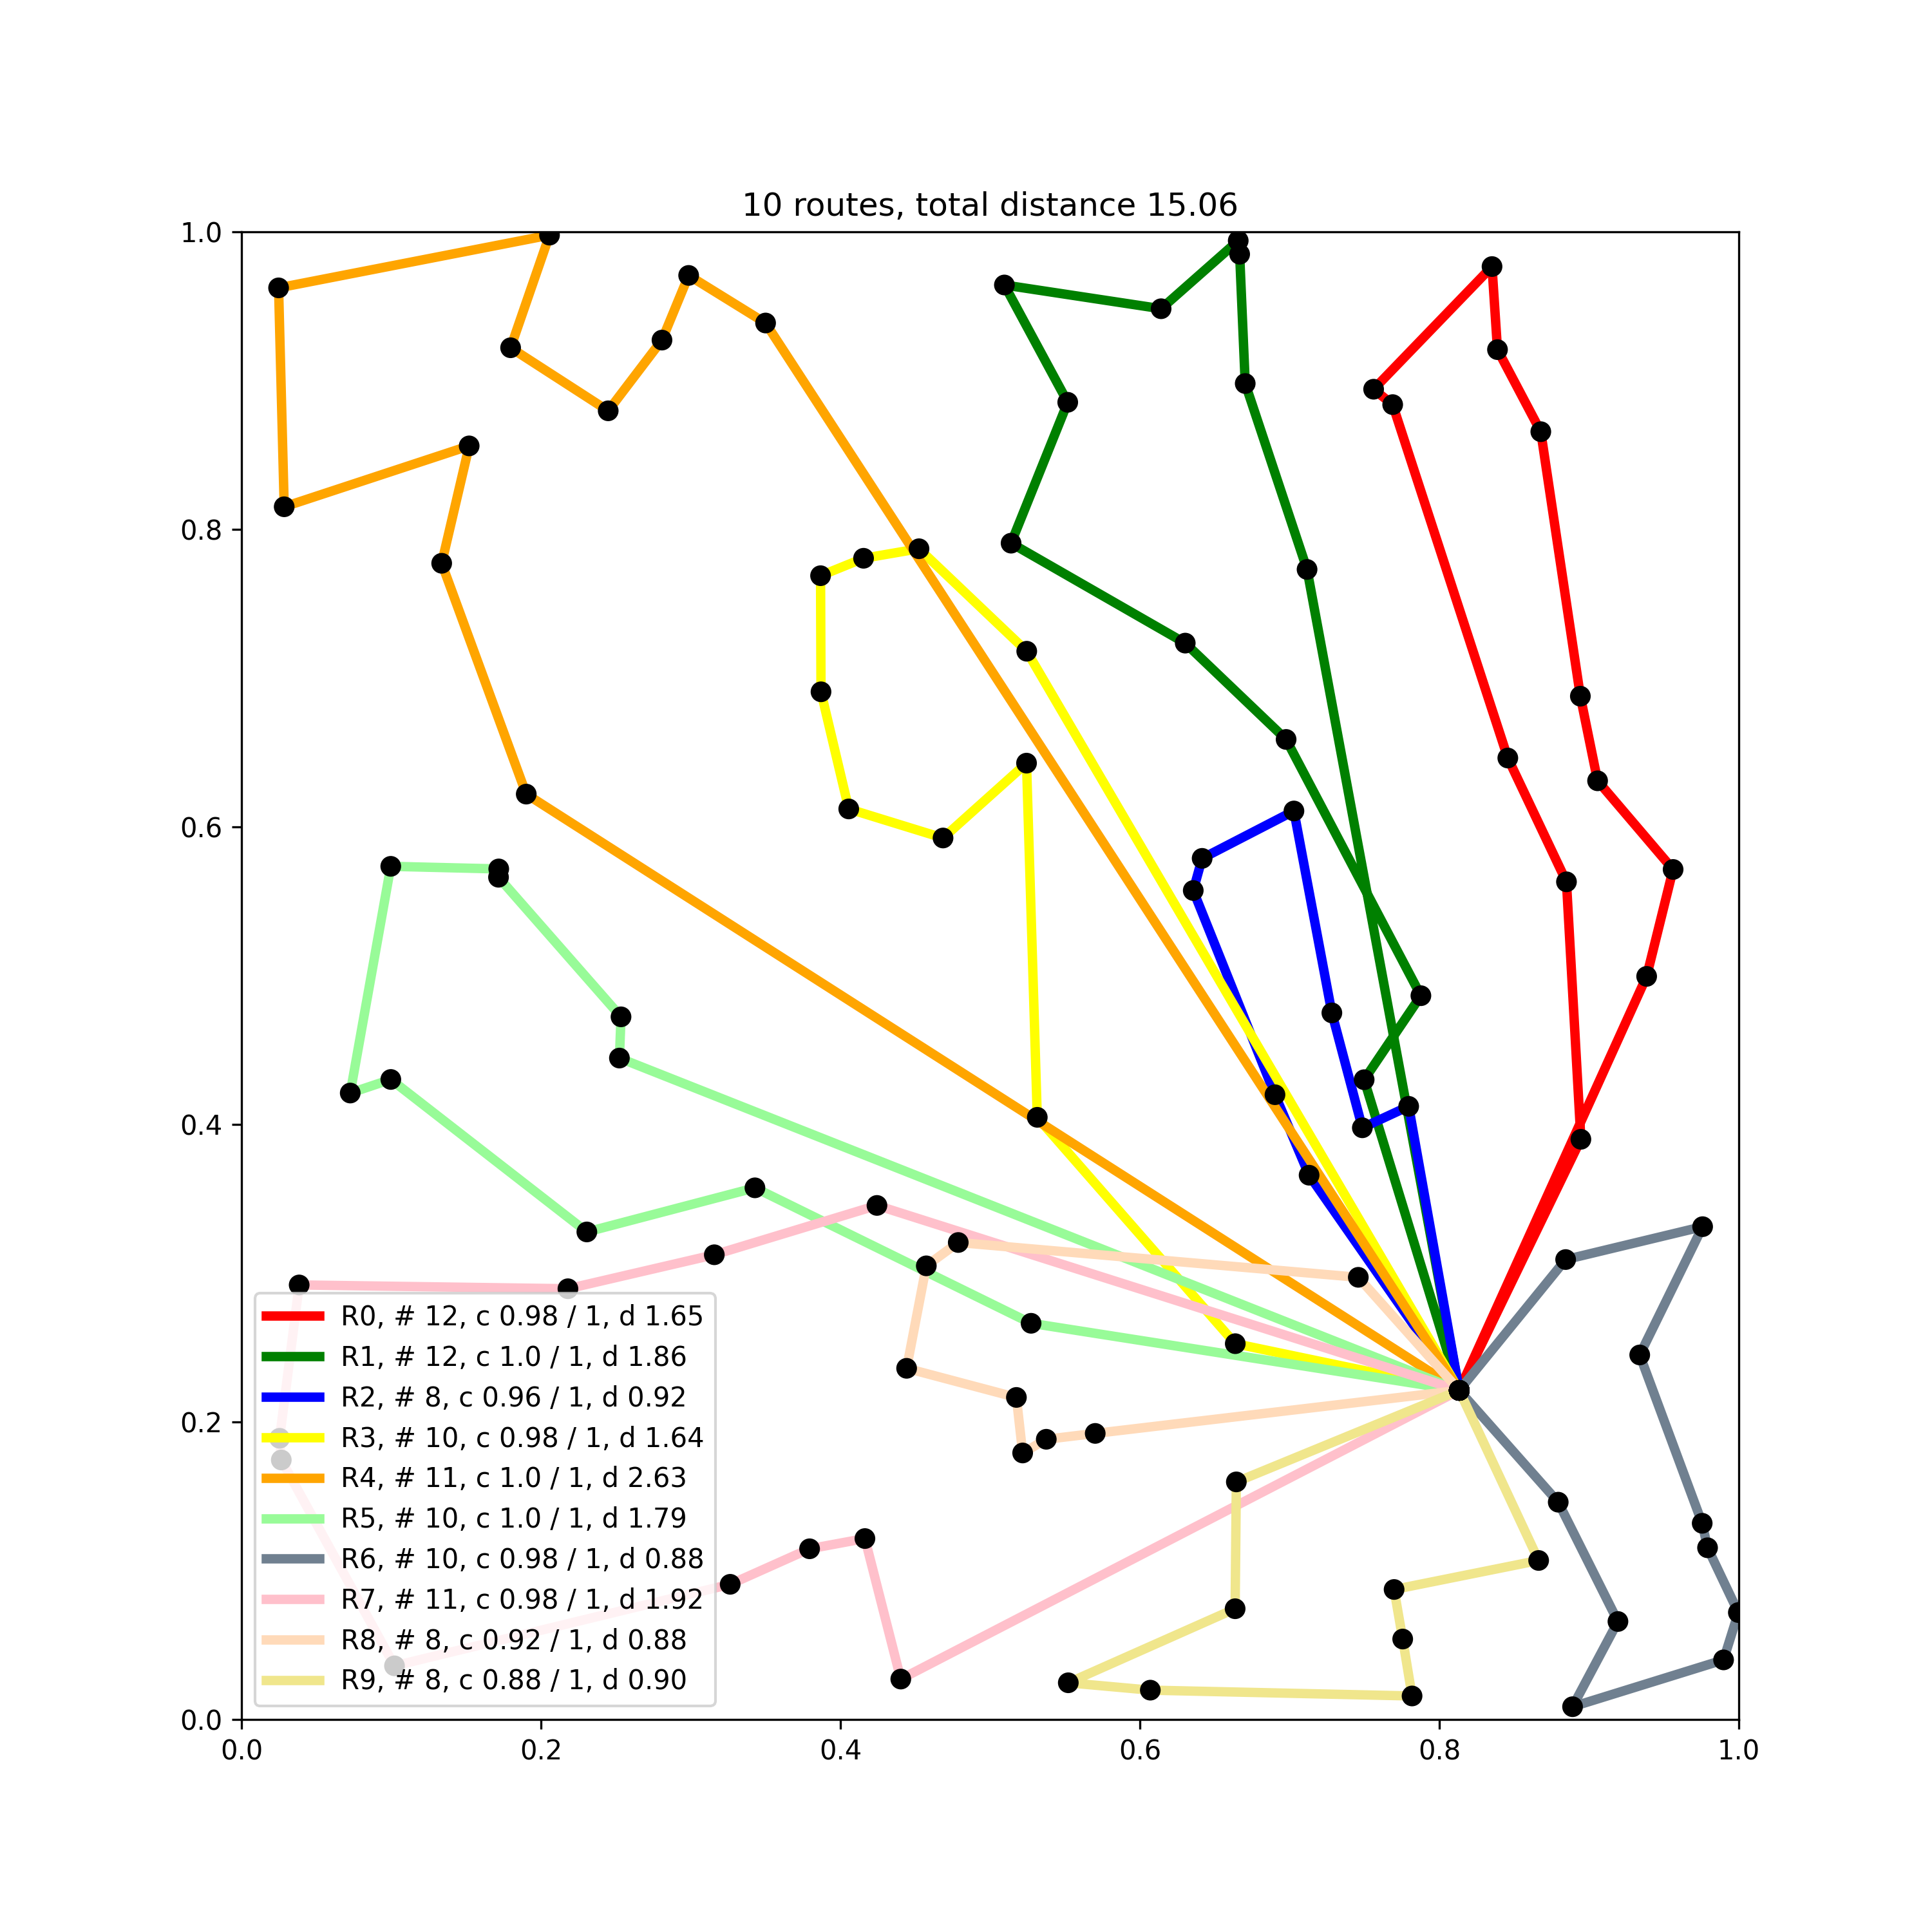 10 routes, total distance 15.06
1.0
0.8
0.6
0.4
0.2
0.0
R0, # 12, c 0.98 / 1, d 1.65
R1, # 12, c 1.0 / 1, d 1.86
R2, # 8, c 0.96 / 1, d 0.92
R3, # 10, c 0.98 / 1, d 1.64
R4, # 11, c 1.0 / 1, d 2.63
R5, # 10, c 1.0 / 1, d 1.79
R6, # 10, c 0.98 / 1, d 0.88
R7, # 11, c 0.98 / 1, d 1.92
R8, # 8, c 0.92 / 1, d 0.88
R9, # 8, c 0.88 / 1, d 0.90
0.0 0.2 0.4 0.6 0.8 1.0